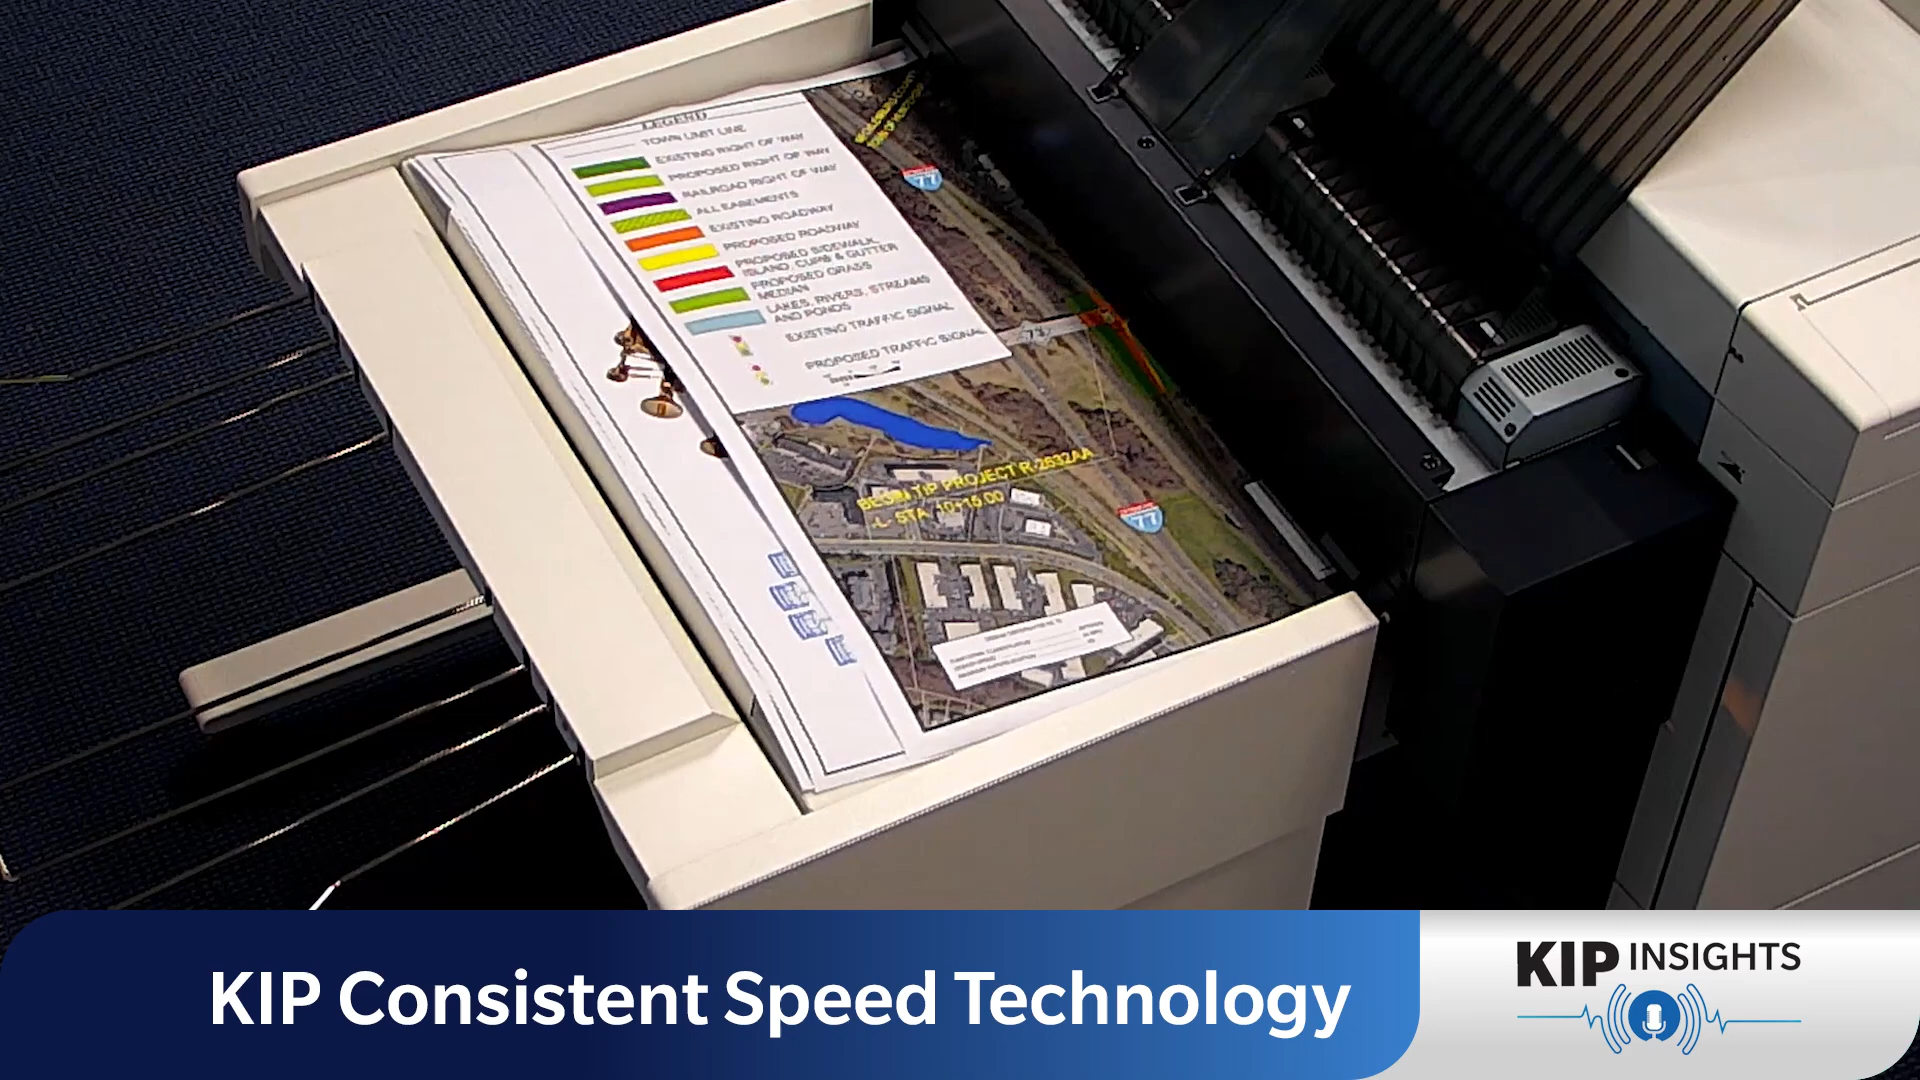 LEGEND
TOWN LIMIT LINE
EXISTING RIGHT OF WAY
PROPOSED RIGHT OF WAY
RAILROAD RIGHT OF WAY
ALL EASEMENTS
EXISTING ROADWAY
PROPOSED ROADWAY
PROPOSED SIDEWALK,
ISLAND, CURB & GUTTER
PROPOSED GRASS
MEDIAN
LAKES, RIVERS, STREAMS
AND PONDS
EXISTING TRAFFIC SIGNAL
PROPOSED TRAFFIC SIGNAL
77
73
BEGIN TIP PROJECT R-2632AA
-L- STA. 10+15.00
77
KIP Consistent Speed Technology
KIP INSIGHTS